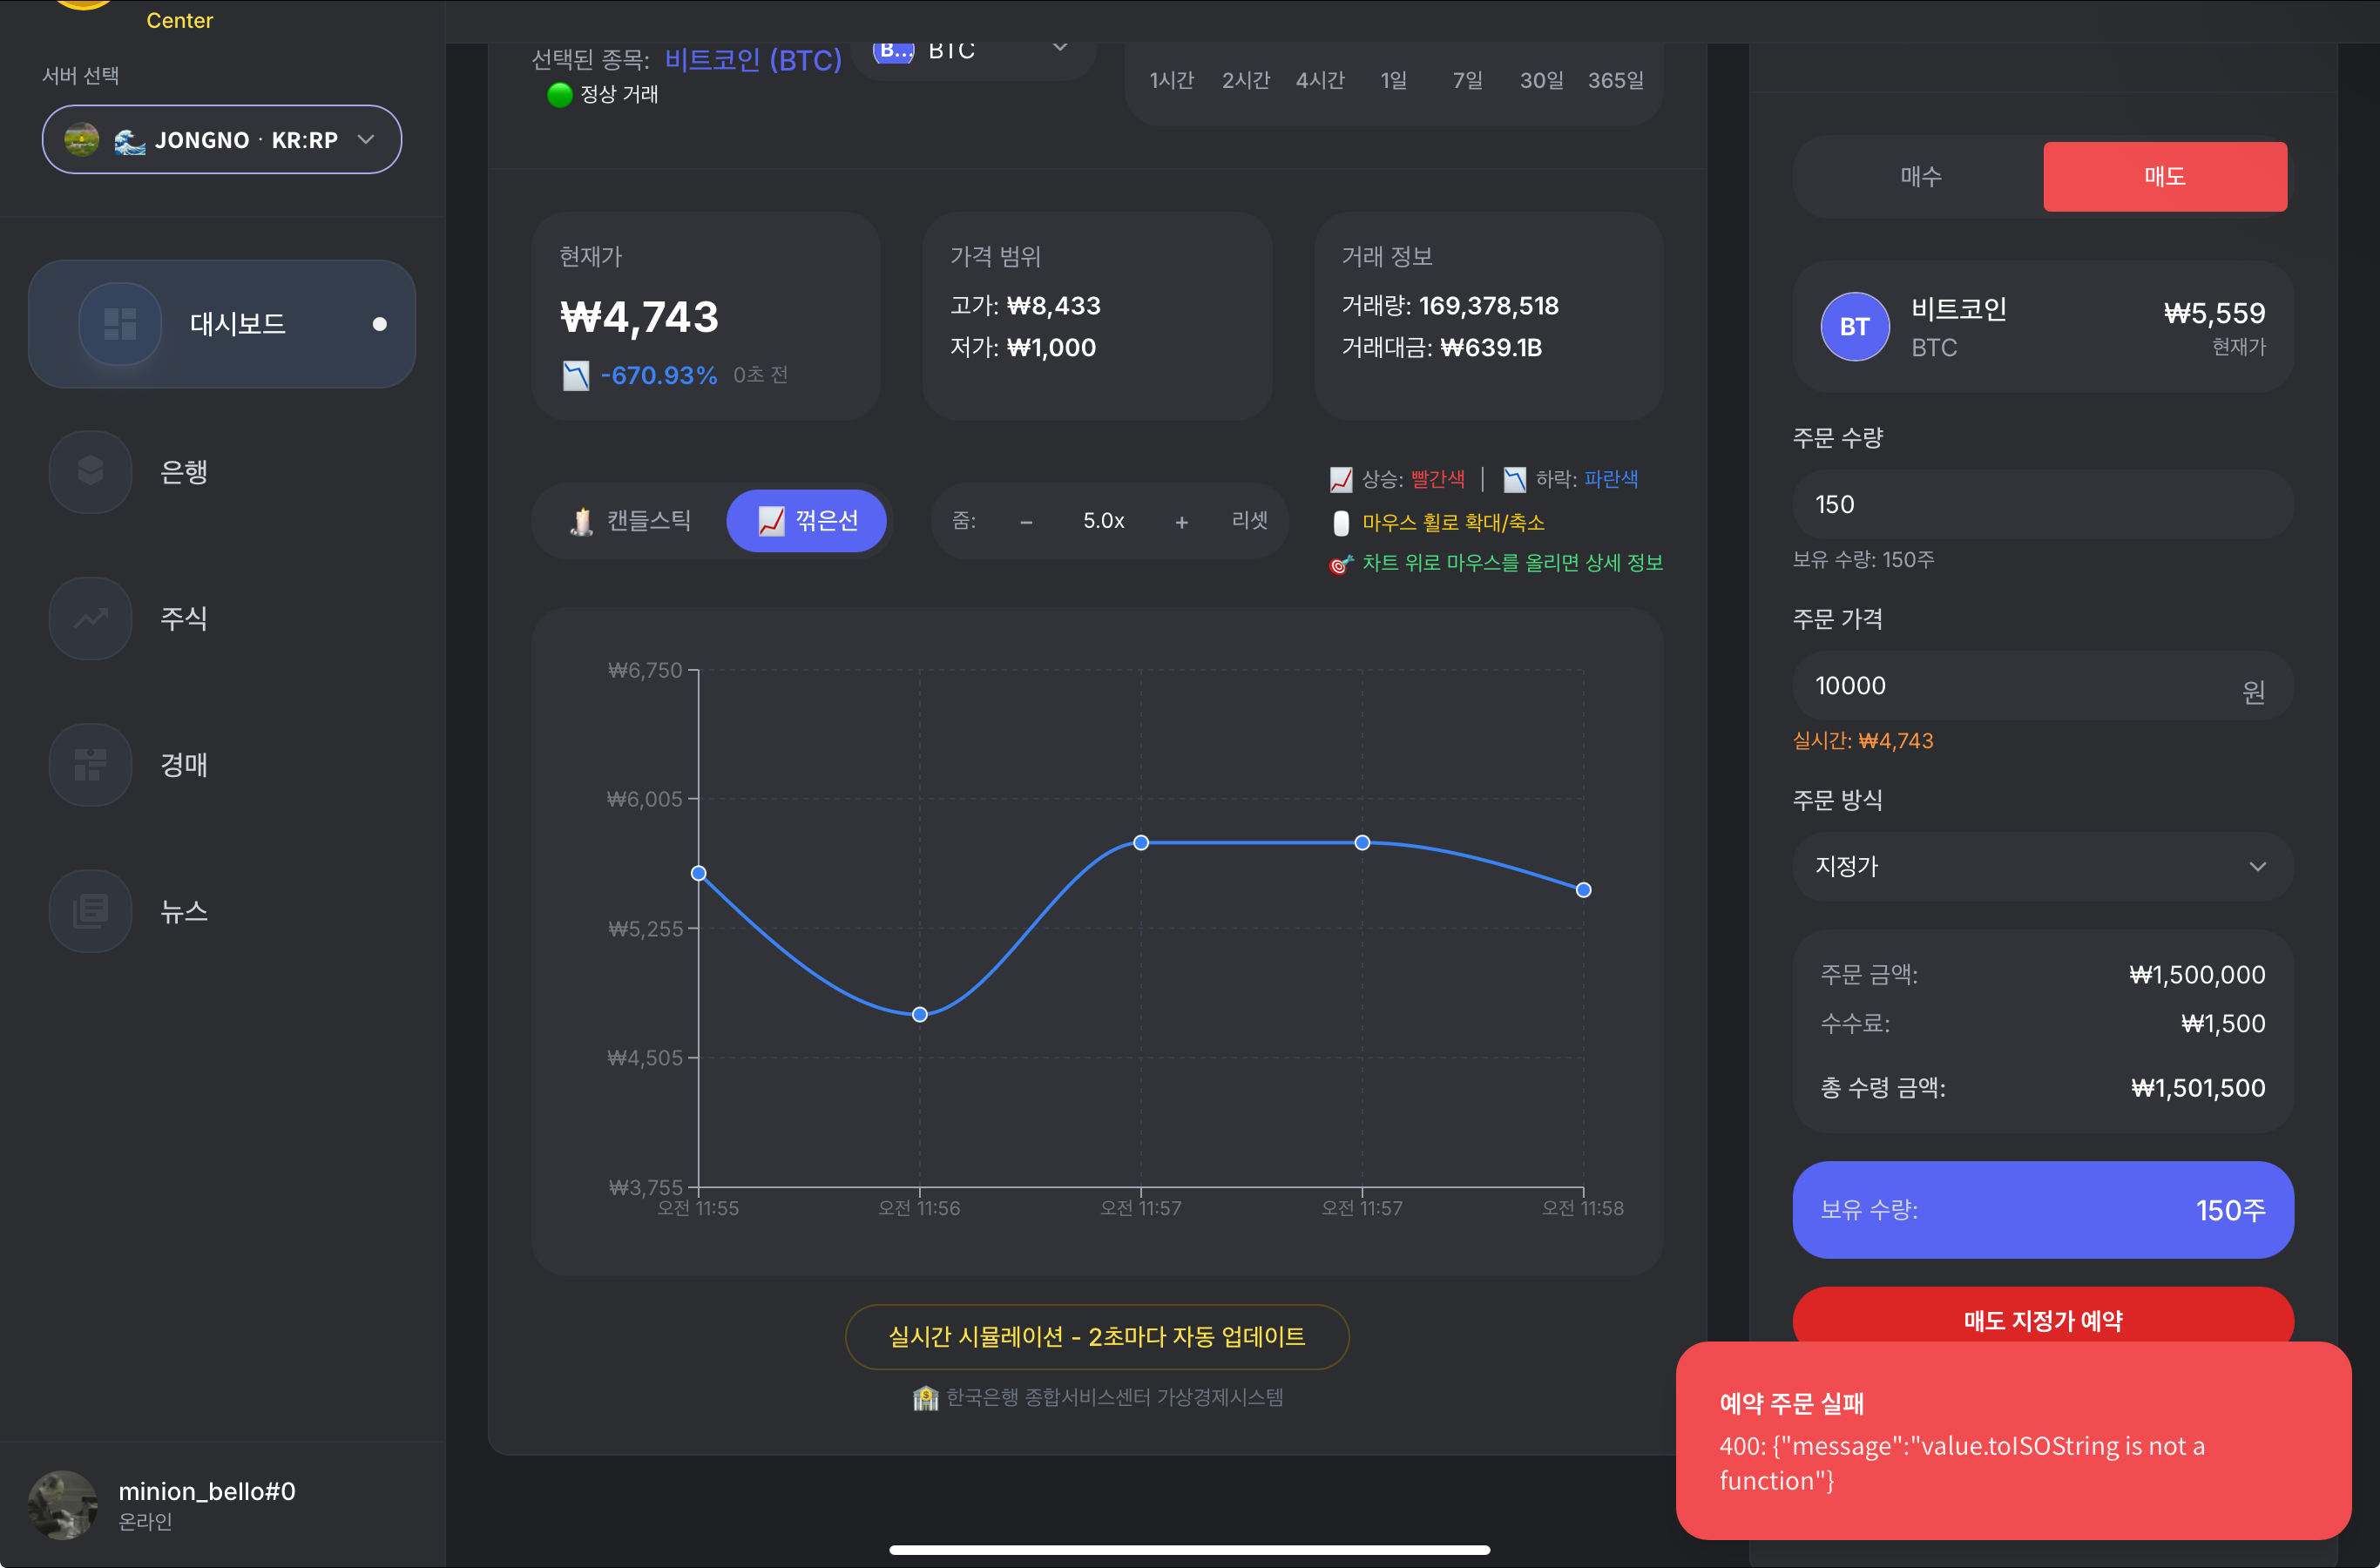 Center
서버 선택
🌊 JONGNO · KR:RP
대시보드
은행
주식
경매
뉴스
minion_bello#0
온라인
선택된 종목: 비트코인 (BTC)
정상 거래
B... BTC
1시간 2시간 4시간 1일 7일 30일 365일
현재가
₩4,743
-670.93% 0초 전
가격 범위
고가: ₩8,433
저가: ₩1,000
거래 정보
거래량: 169,378,518
거래대금: ₩639.1B
캔들스틱 꺾은선
줌: – 5.0x + 리셋
상승: 빨간색 | 하락: 파란색
마우스 휠로 확대/축소
차트 위로 마우스를 올리면 상세 정보
₩6,750
₩6,005
₩5,255
₩4,505
₩3,755
오전 11:55 오전 11:56 오전 11:57 오전 11:57 오전 11:58
실시간 시뮬레이션 - 2초마다 자동 업데이트
한국은행 종합서비스센터 가상경제시스템
매수 매도
BT
비트코인
BTC
₩5,559
현재가
주문 수량
150
보유 수량: 150주
주문 가격
10000 원
실시간: ₩4,743
주문 방식
지정가
주문 금액: ₩1,500,000
수수료: ₩1,500
총 수령 금액: ₩1,501,500
보유 수량: 150주
매도 지정가 예약
예약 주문 실패
400: {"message":"value.toISOString is not a
function"}